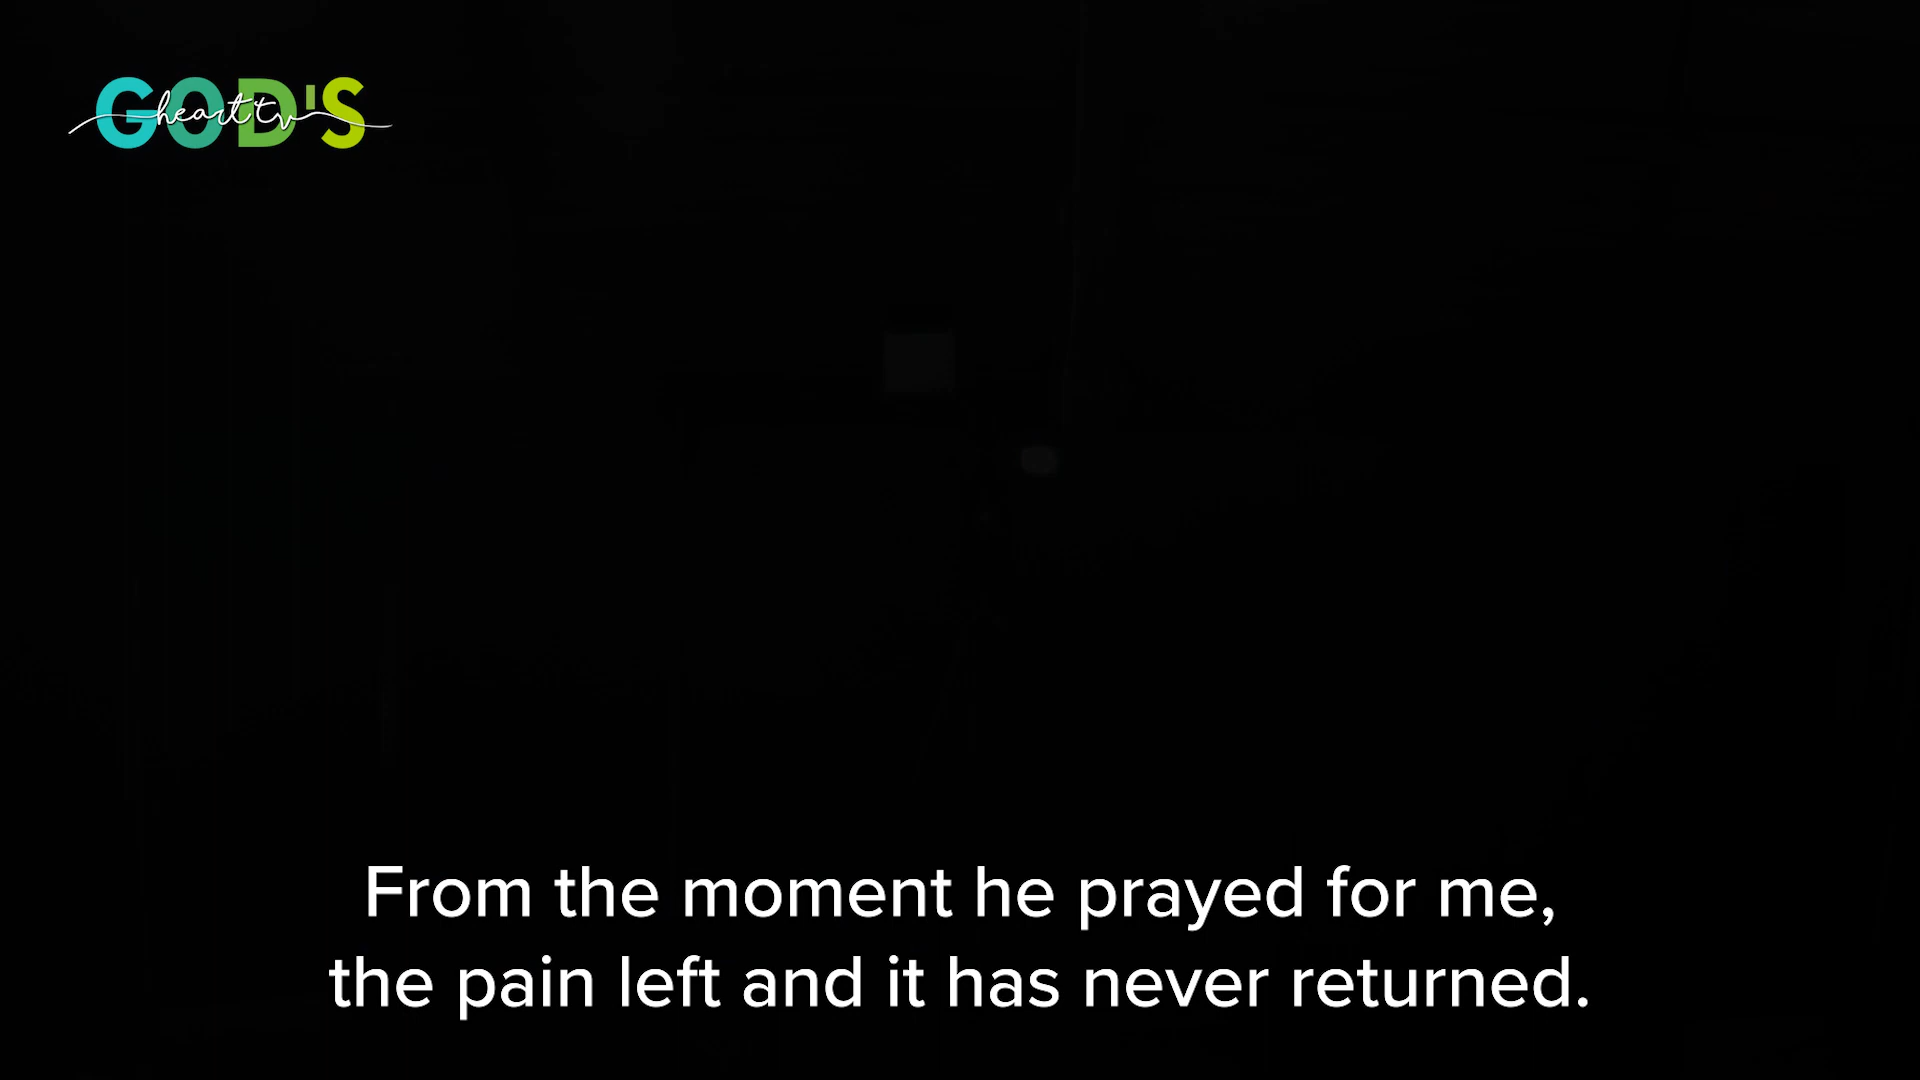 GOD'S
heart tv
From the moment he prayed for me,
the pain left and it has never returned.